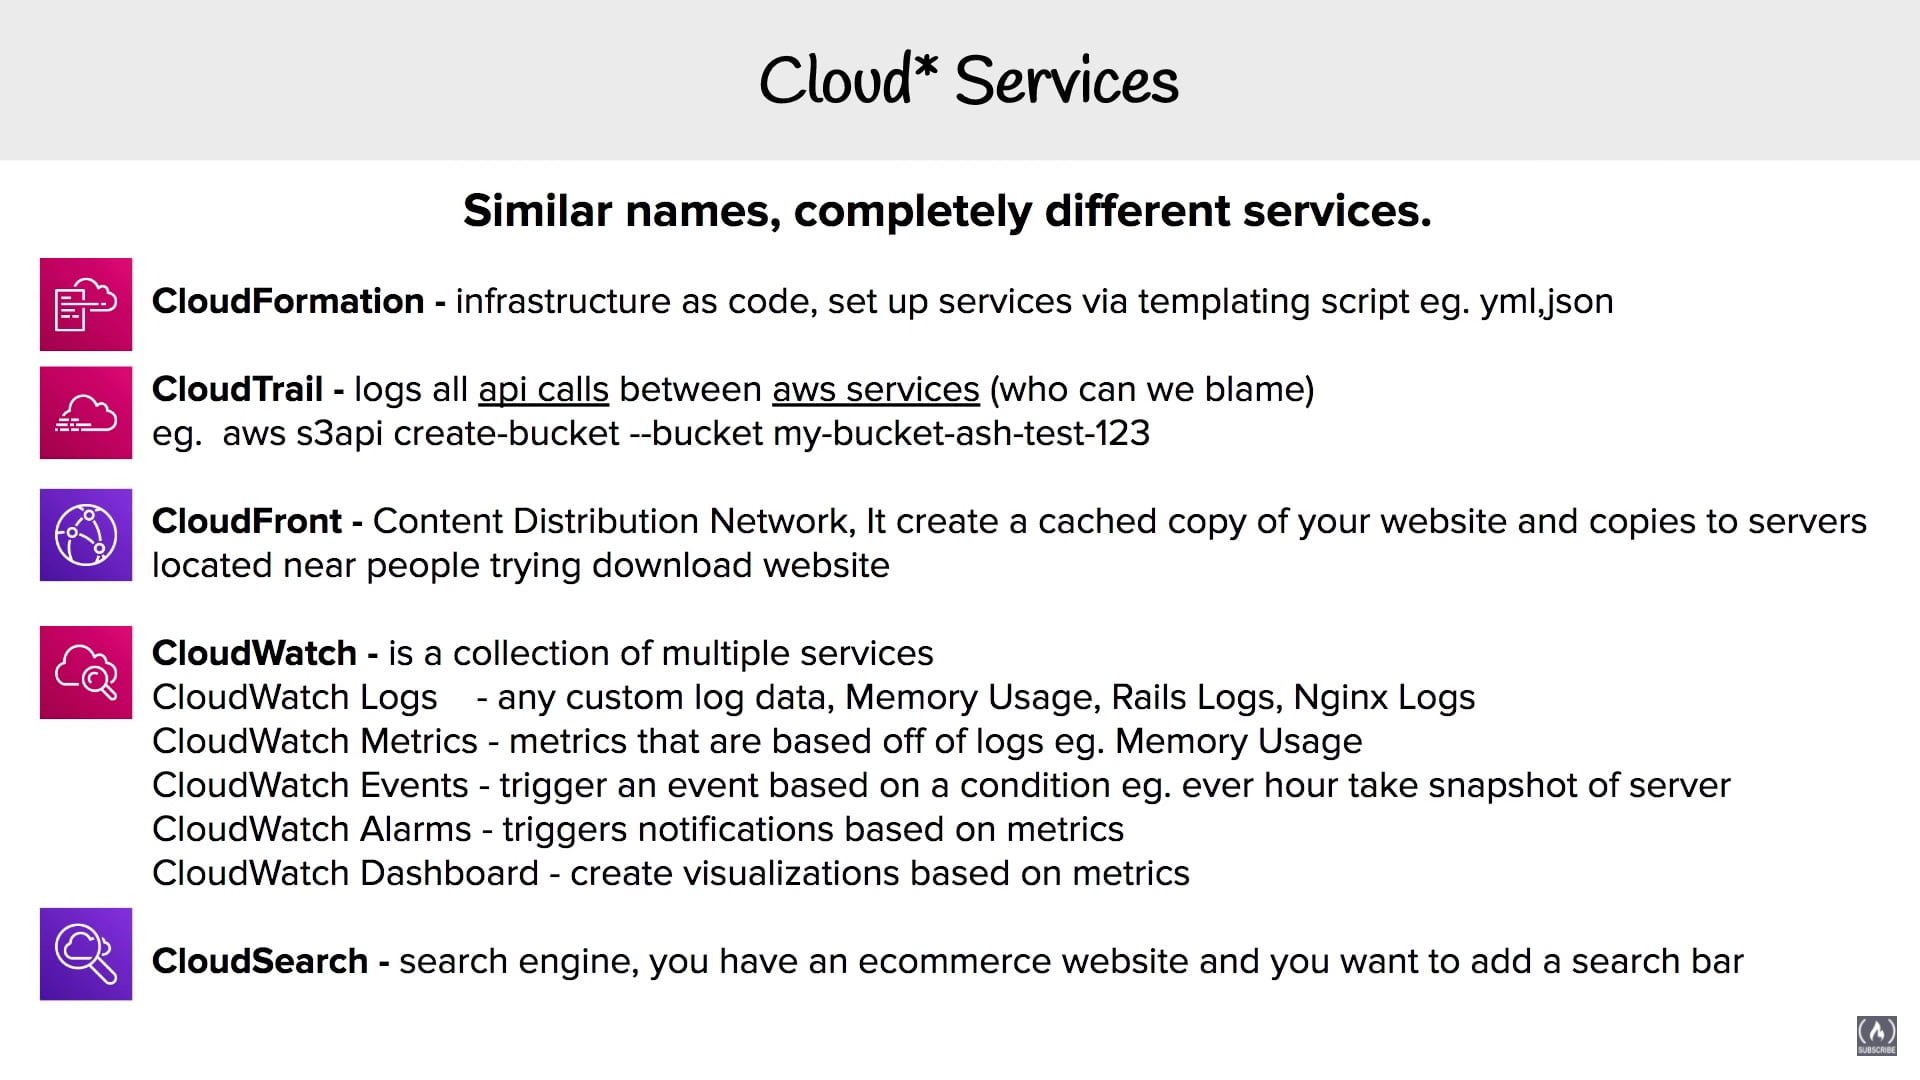 Cloud* Services
Similar names, completely different services.
CloudFormation - infrastructure as code, set up services via templating script eg. yml,json
CloudTrail - logs all api calls between aws services (who can we blame)
eg.  aws s3api create-bucket --bucket my-bucket-ash-test-123
CloudFront - Content Distribution Network, It create a cached copy of your website and copies to servers
located near people trying download website
CloudWatch - is a collection of multiple services
CloudWatch Logs    - any custom log data, Memory Usage, Rails Logs, Nginx Logs
CloudWatch Metrics - metrics that are based off of logs eg. Memory Usage
CloudWatch Events - trigger an event based on a condition eg. ever hour take snapshot of server
CloudWatch Alarms - triggers notifications based on metrics
CloudWatch Dashboard - create visualizations based on metrics
CloudSearch - search engine, you have an ecommerce website and you want to add a search bar
SUBSCRIBE